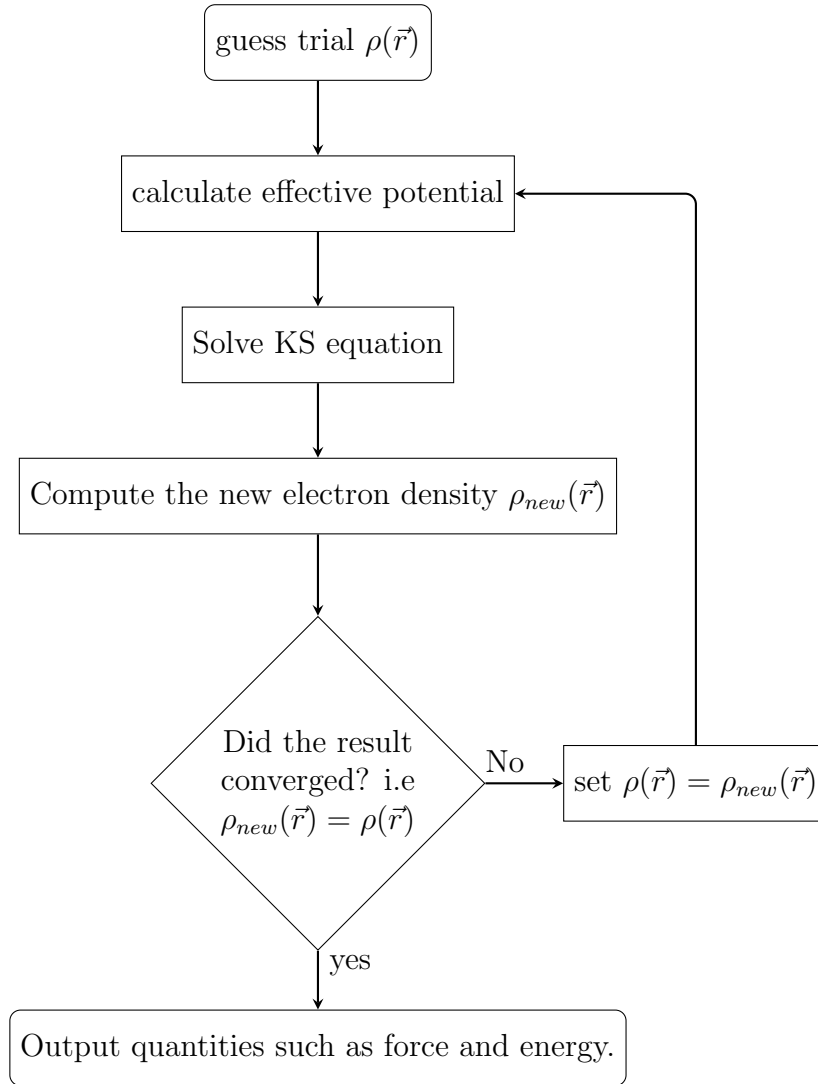 guess trial ρ(r⃗)
calculate effective potential
Solve KS equation
Compute the new electron density ρ_new(r⃗)
Did the result
converged? i.e
ρ_new(r⃗) = ρ(r⃗)
No
set ρ(r⃗) = ρ_new(r⃗)
yes
Output quantities such as force and energy.